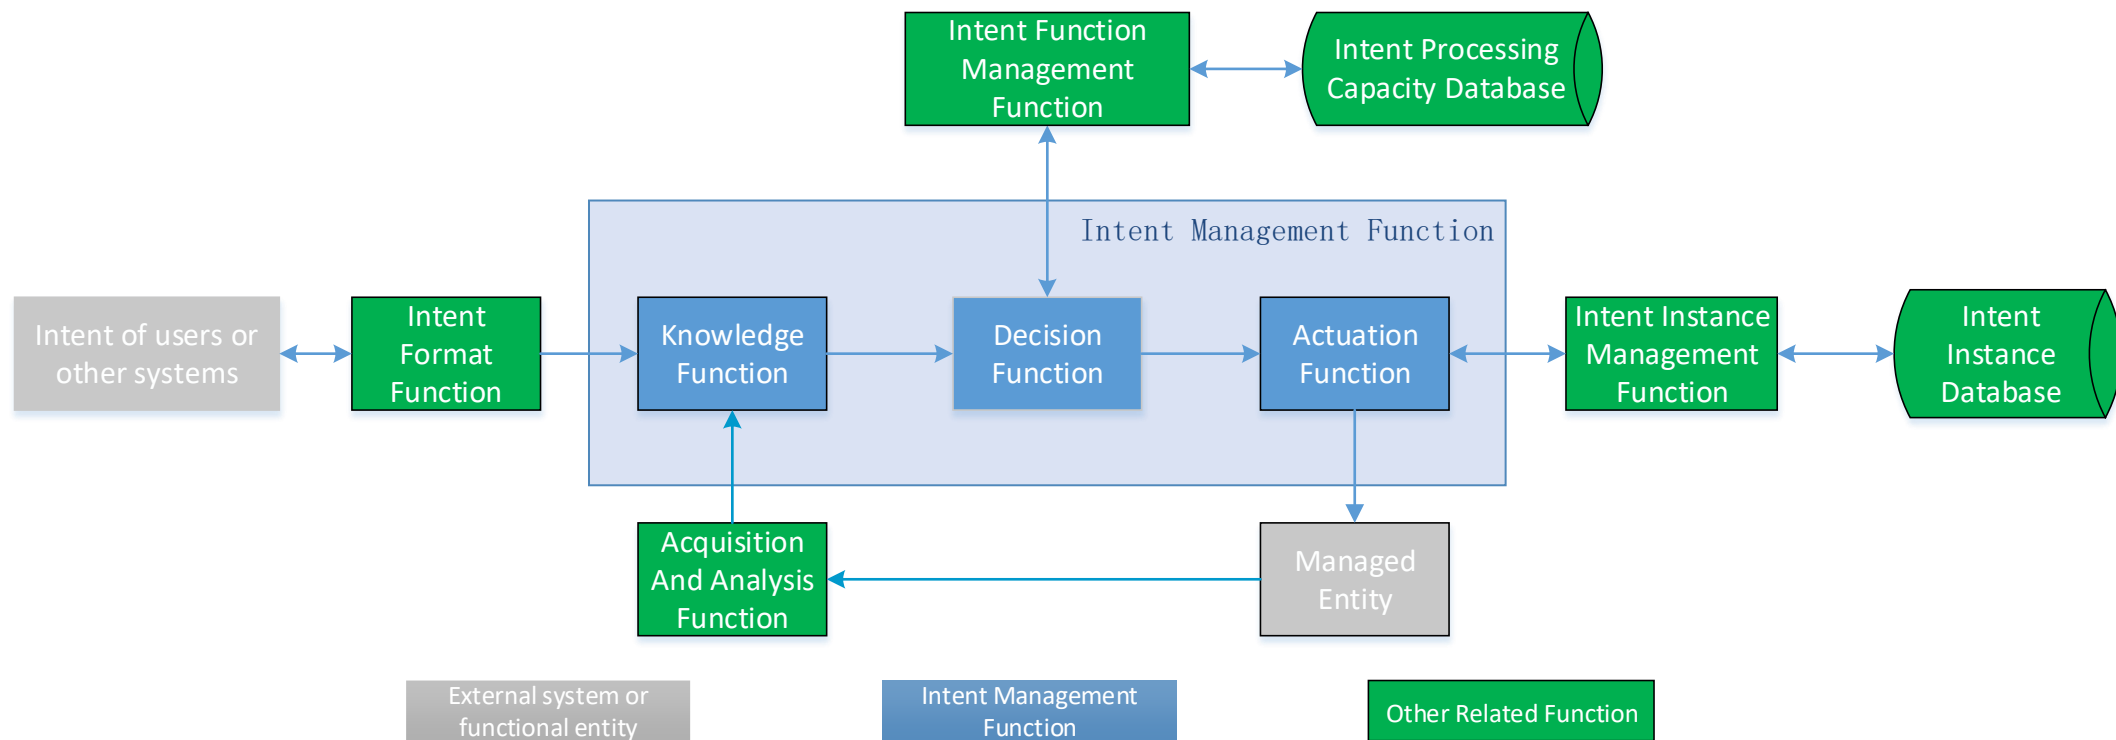 Intent Function
Management
Function
Intent Processing
Capacity Database
Intent Management Function
Intent of users or
other systems
Intent
Format
Function
Knowledge
Function
Decision
Function
Actuation
Function
Intent Instance
Management
Function
Intent
Instance
Database
Acquisition
And Analysis
Function
Managed
Entity
External system or
functional entity
Intent Management
Function
Other Related Function